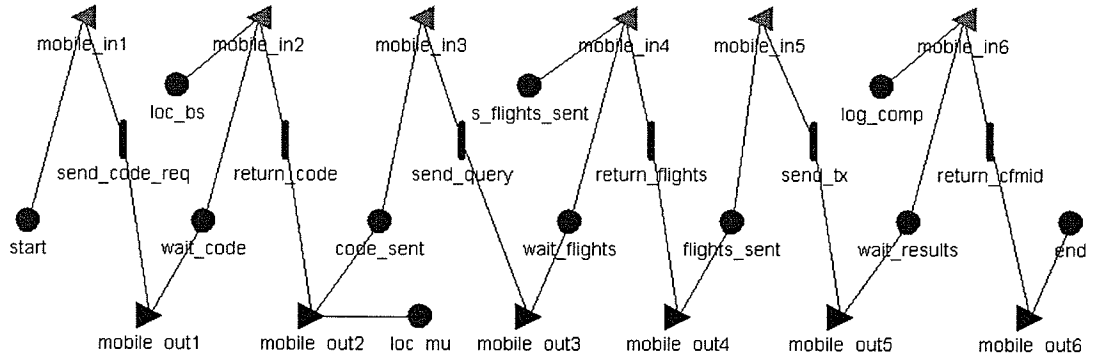 mobile_in1
mobile_in2
mobile_in3
mobile_in4
mobile_in5
mobile_in6
loc_bs
s_flights_sent
log_comp
send_code_req
return_code
send_query
return_flights
send_tx
return_cfmid
start
wait_code
code_sent
wait_flights
flights_sent
wait_results
end
mobile_out1
mobile_out2
loc_mu
mobile_out3
mobile_out4
mobile_out5
mobile_out6